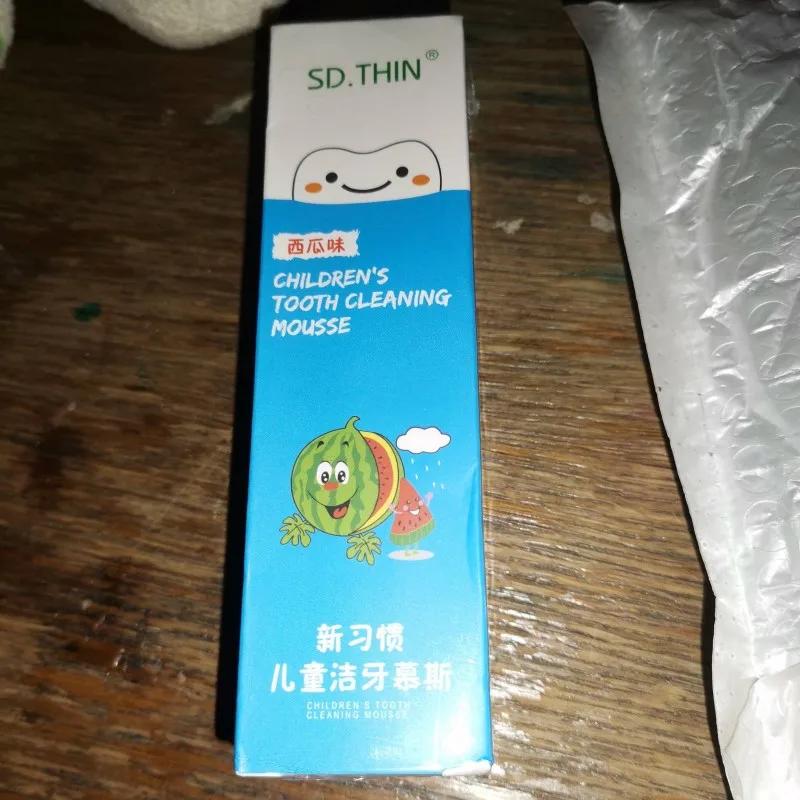 SD.THIN®
西瓜味
CHILDREN'S
TOOTH CLEANING
MOUSSE
新习惯
儿童洁牙慕斯
CHILDREN'S TOOTH
CLEANING MOUSSE